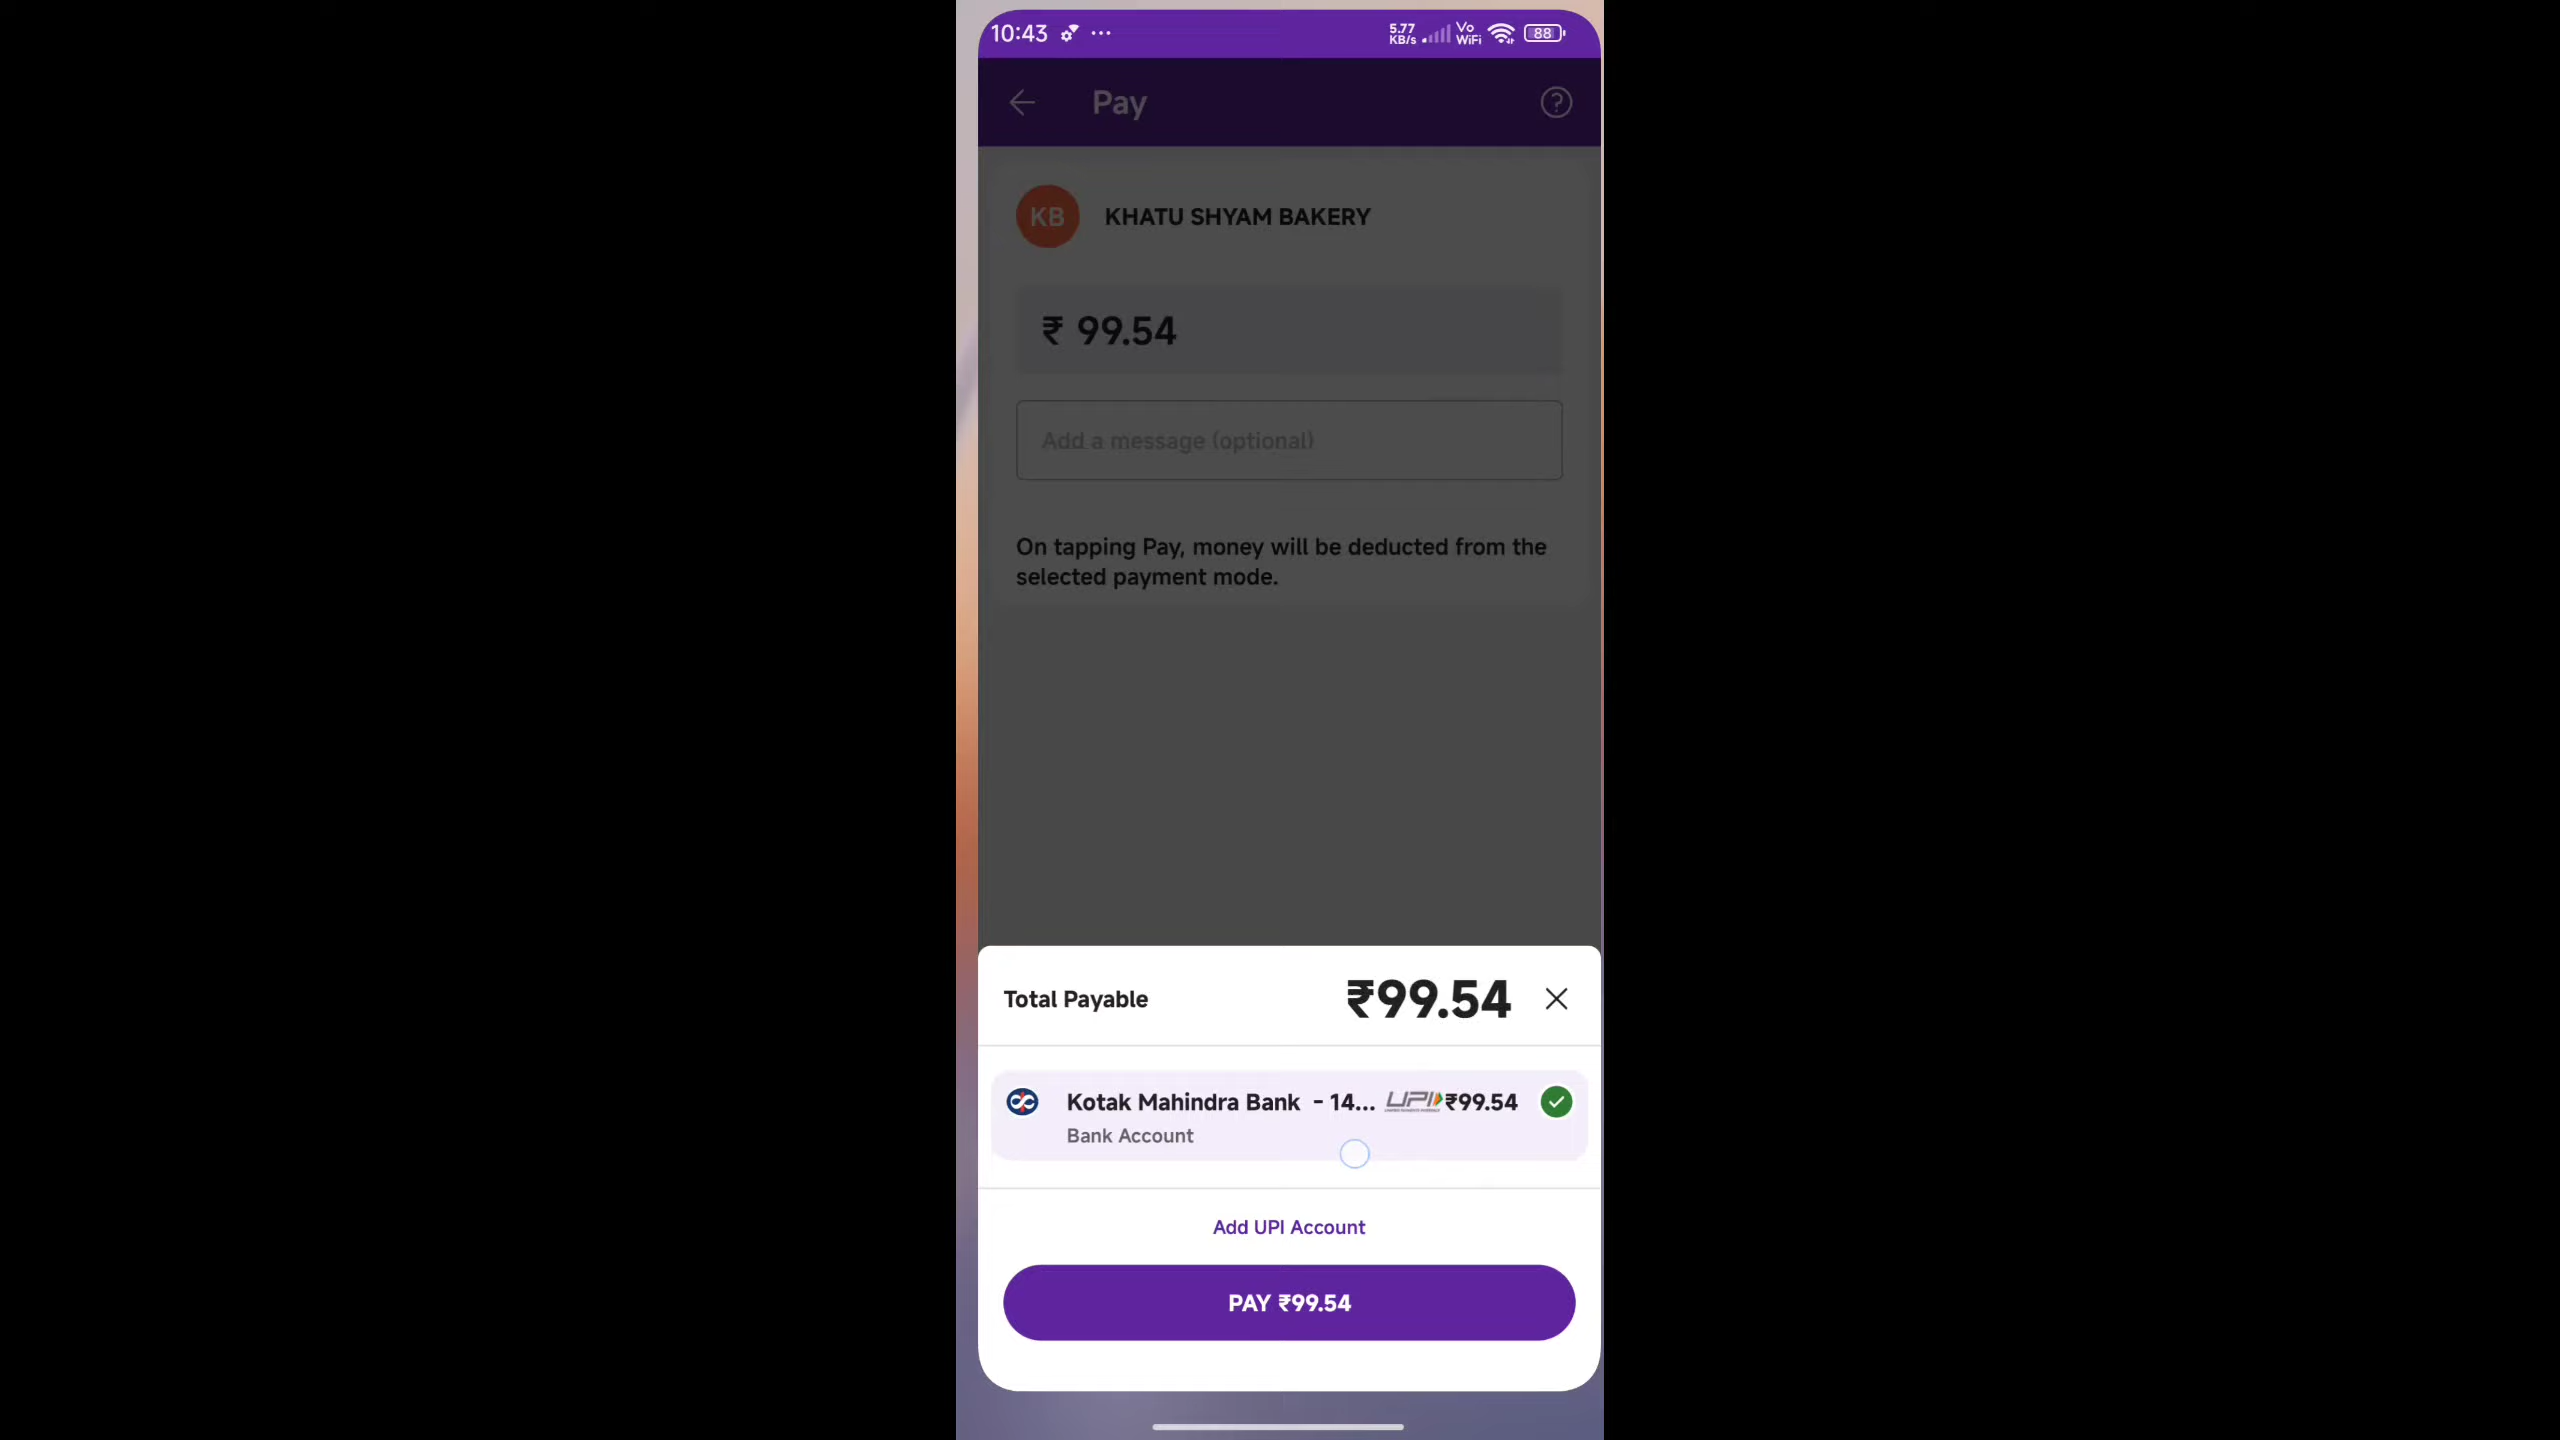 10:43
5.77 KB/s Vo WiFi 88
Pay
KB
KHATU SHYAM BAKERY
₹ 99.54
Add a message (optional)
On tapping Pay, money will be deducted from the
selected payment mode.
Total Payable ₹99.54
Kotak Mahindra Bank - 14... UPI ₹99.54
Bank Account
Add UPI Account
PAY ₹99.54